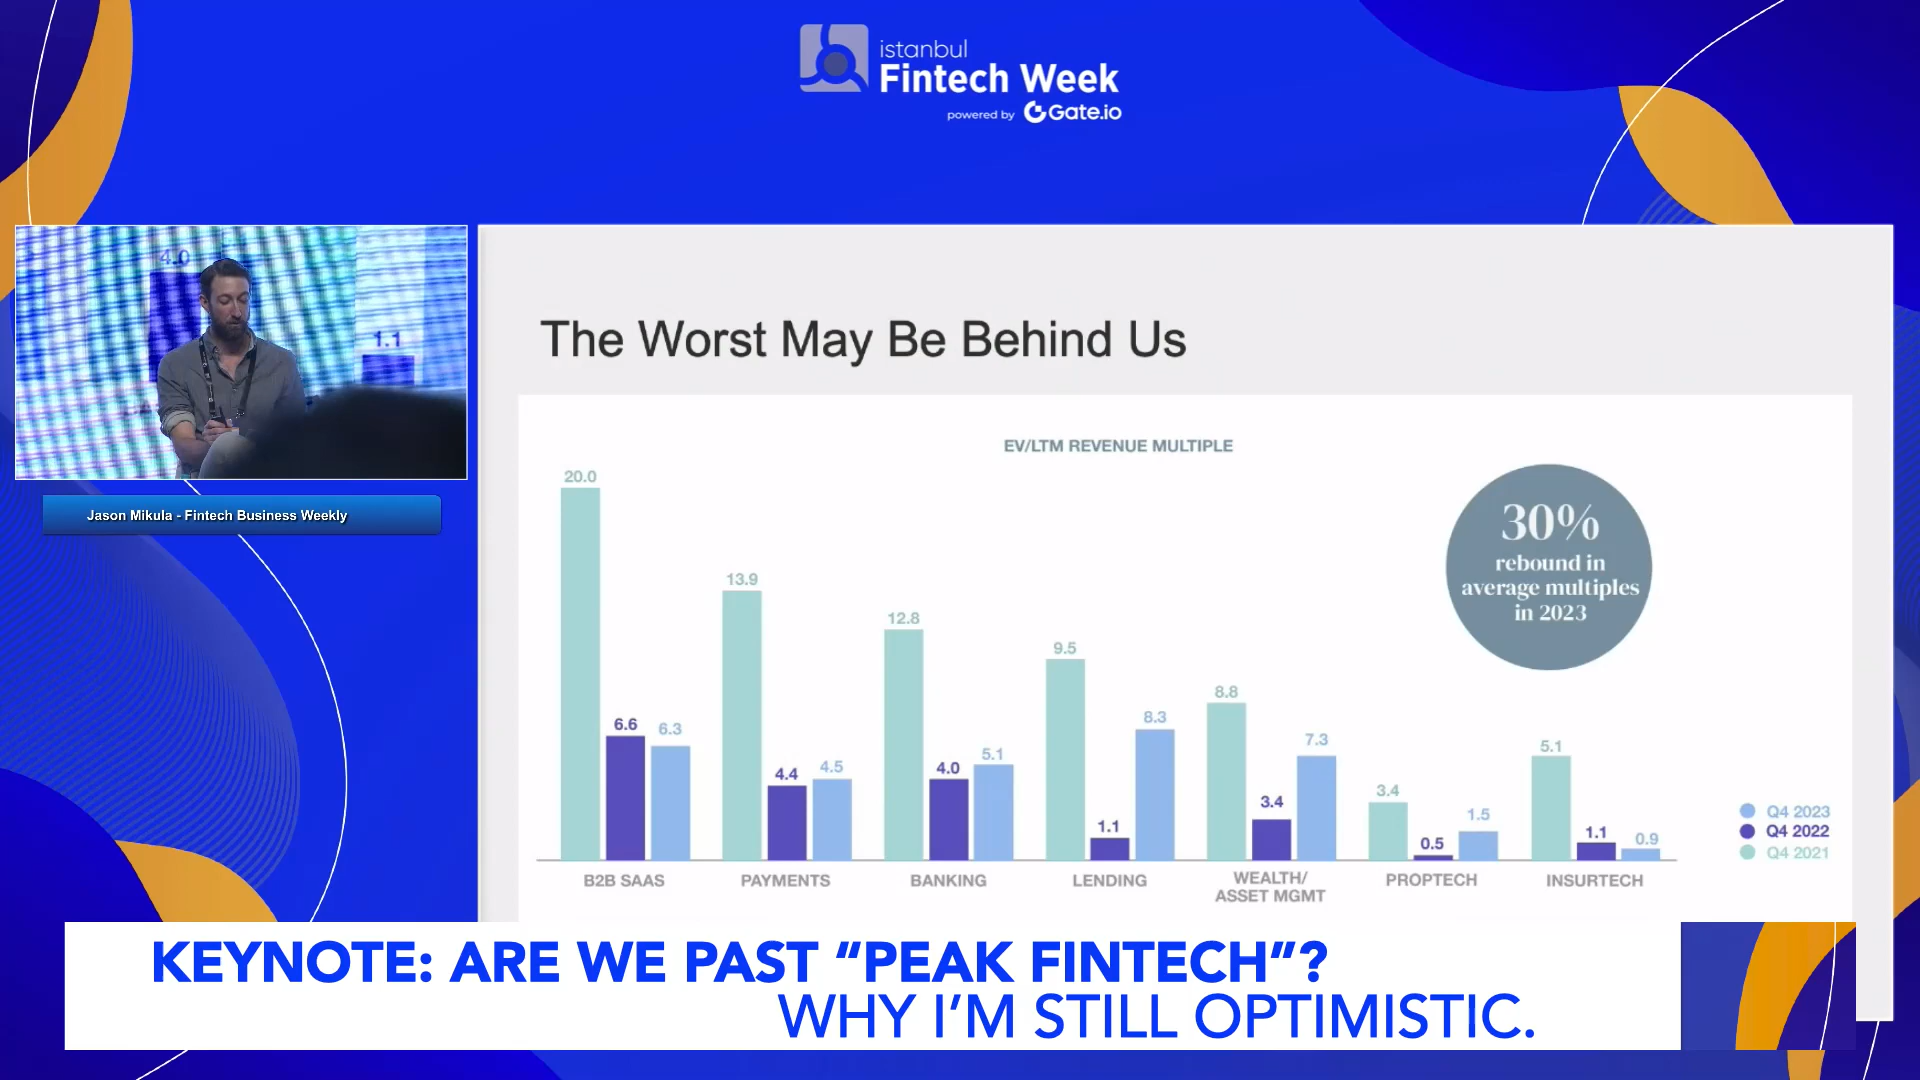 istanbul
Fintech Week
powered by Gate.io
4.0
1.1
Jason Mikula - Fintech Business Weekly
The Worst May Be Behind Us
EV/LTM REVENUE MULTIPLE
30%
rebound in
average multiples
in 2023
20.0
6.6
6.3
13.9
4.4
4.5
12.8
4.0
5.1
9.5
1.1
8.3
8.8
3.4
7.3
3.4
0.5
1.5
5.1
1.1
0.9
Q4 2023
Q4 2022
Q4 2021
B2B SAAS
PAYMENTS
BANKING
LENDING
WEALTH/
ASSET MGMT
PROPTECH
INSURTECH
KEYNOTE: ARE WE PAST “PEAK FINTECH“?
WHY I’M STILL OPTIMISTIC.